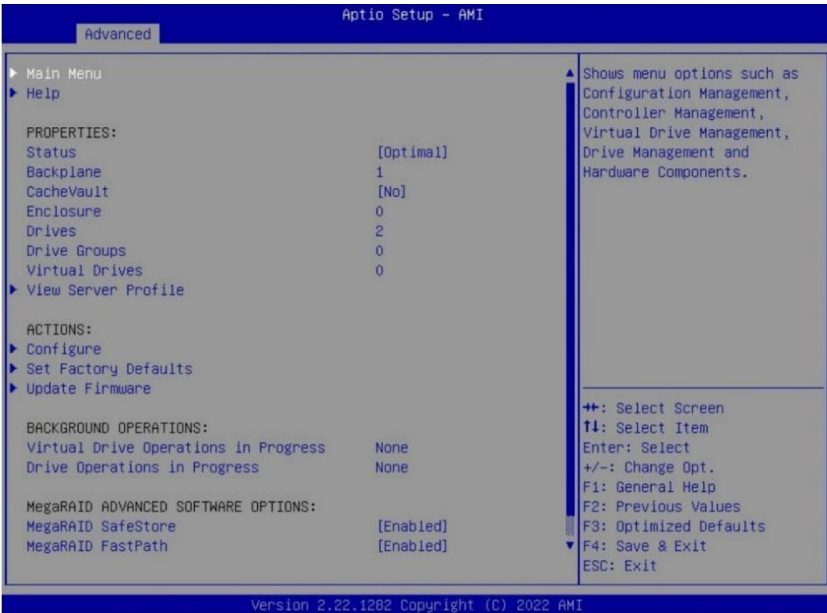 Aptio Setup - AMI
Advanced
Main Menu
Help
PROPERTIES:
Status [Optimal]
Backplane 1
CacheVault [No]
Enclosure 0
Drives 2
Drive Groups 0
Virtual Drives 0
View Server Profile
ACTIONS:
Configure
Set Factory Defaults
Update Firmware
BACKGROUND OPERATIONS:
Virtual Drive Operations in Progress None
Drive Operations in Progress None
MegaRAID ADVANCED SOFTWARE OPTIONS:
MegaRAID SafeStore [Enabled]
MegaRAID FastPath [Enabled]
Shows menu options such as
Configuration Management,
Controller Management,
Virtual Drive Management,
Drive Management and
Hardware Components.
→←: Select Screen
↑↓: Select Item
Enter: Select
+/-: Change Opt.
F1: General Help
F2: Previous Values
F3: Optimized Defaults
F4: Save & Exit
ESC: Exit
Version 2.22.1282 Copyright (C) 2022 AMI